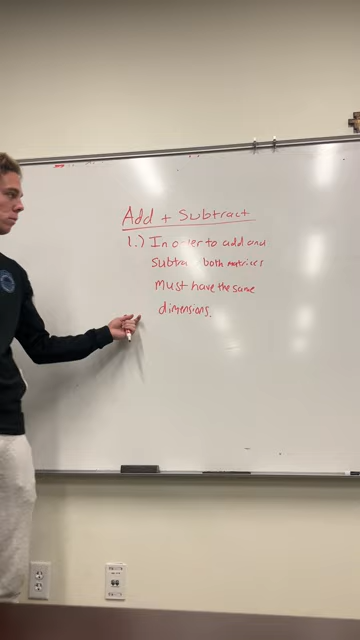 Add + Subtract
1.) In order to add and
Subtract both matrices
Must have the same
dimensions.